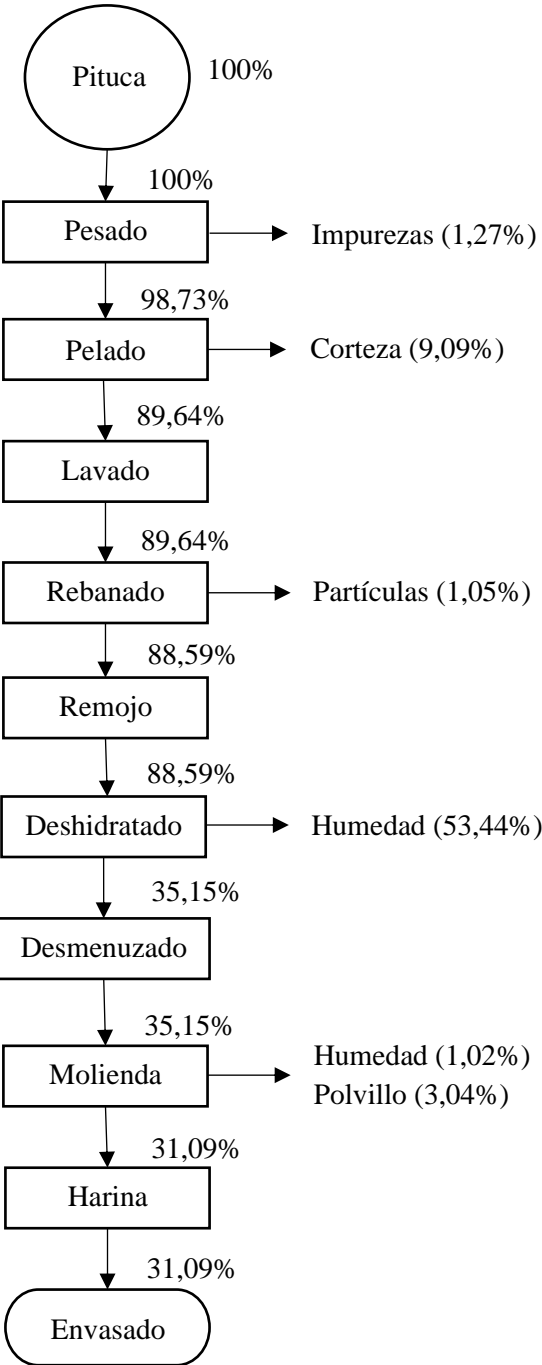 Pituca
100%
100%
Pesado
Impurezas (1,27%)
98,73%
Pelado
Corteza (9,09%)
89,64%
Lavado
89,64%
Rebanado
Partículas (1,05%)
88,59%
Remojo
88,59%
Deshidratado
Humedad (53,44%)
35,15%
Desmenuzado
35,15%
Molienda
Humedad (1,02%)
Polvillo (3,04%)
31,09%
Harina
31,09%
Envasado